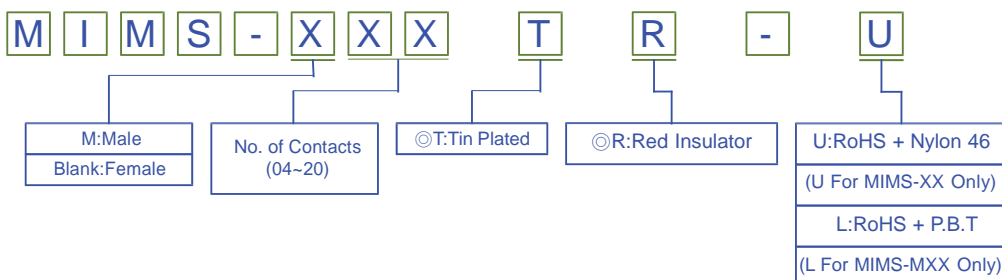 MIMS-XXX TR-U
M:Male
Blank:Female
No. of Contacts
(04~20)
◎T:Tin Plated
◎R:Red Insulator
U:RoHS + Nylon 46
(U For MIMS-XX Only)
L:RoHS + P.B.T
(L For MIMS-MXX Only)